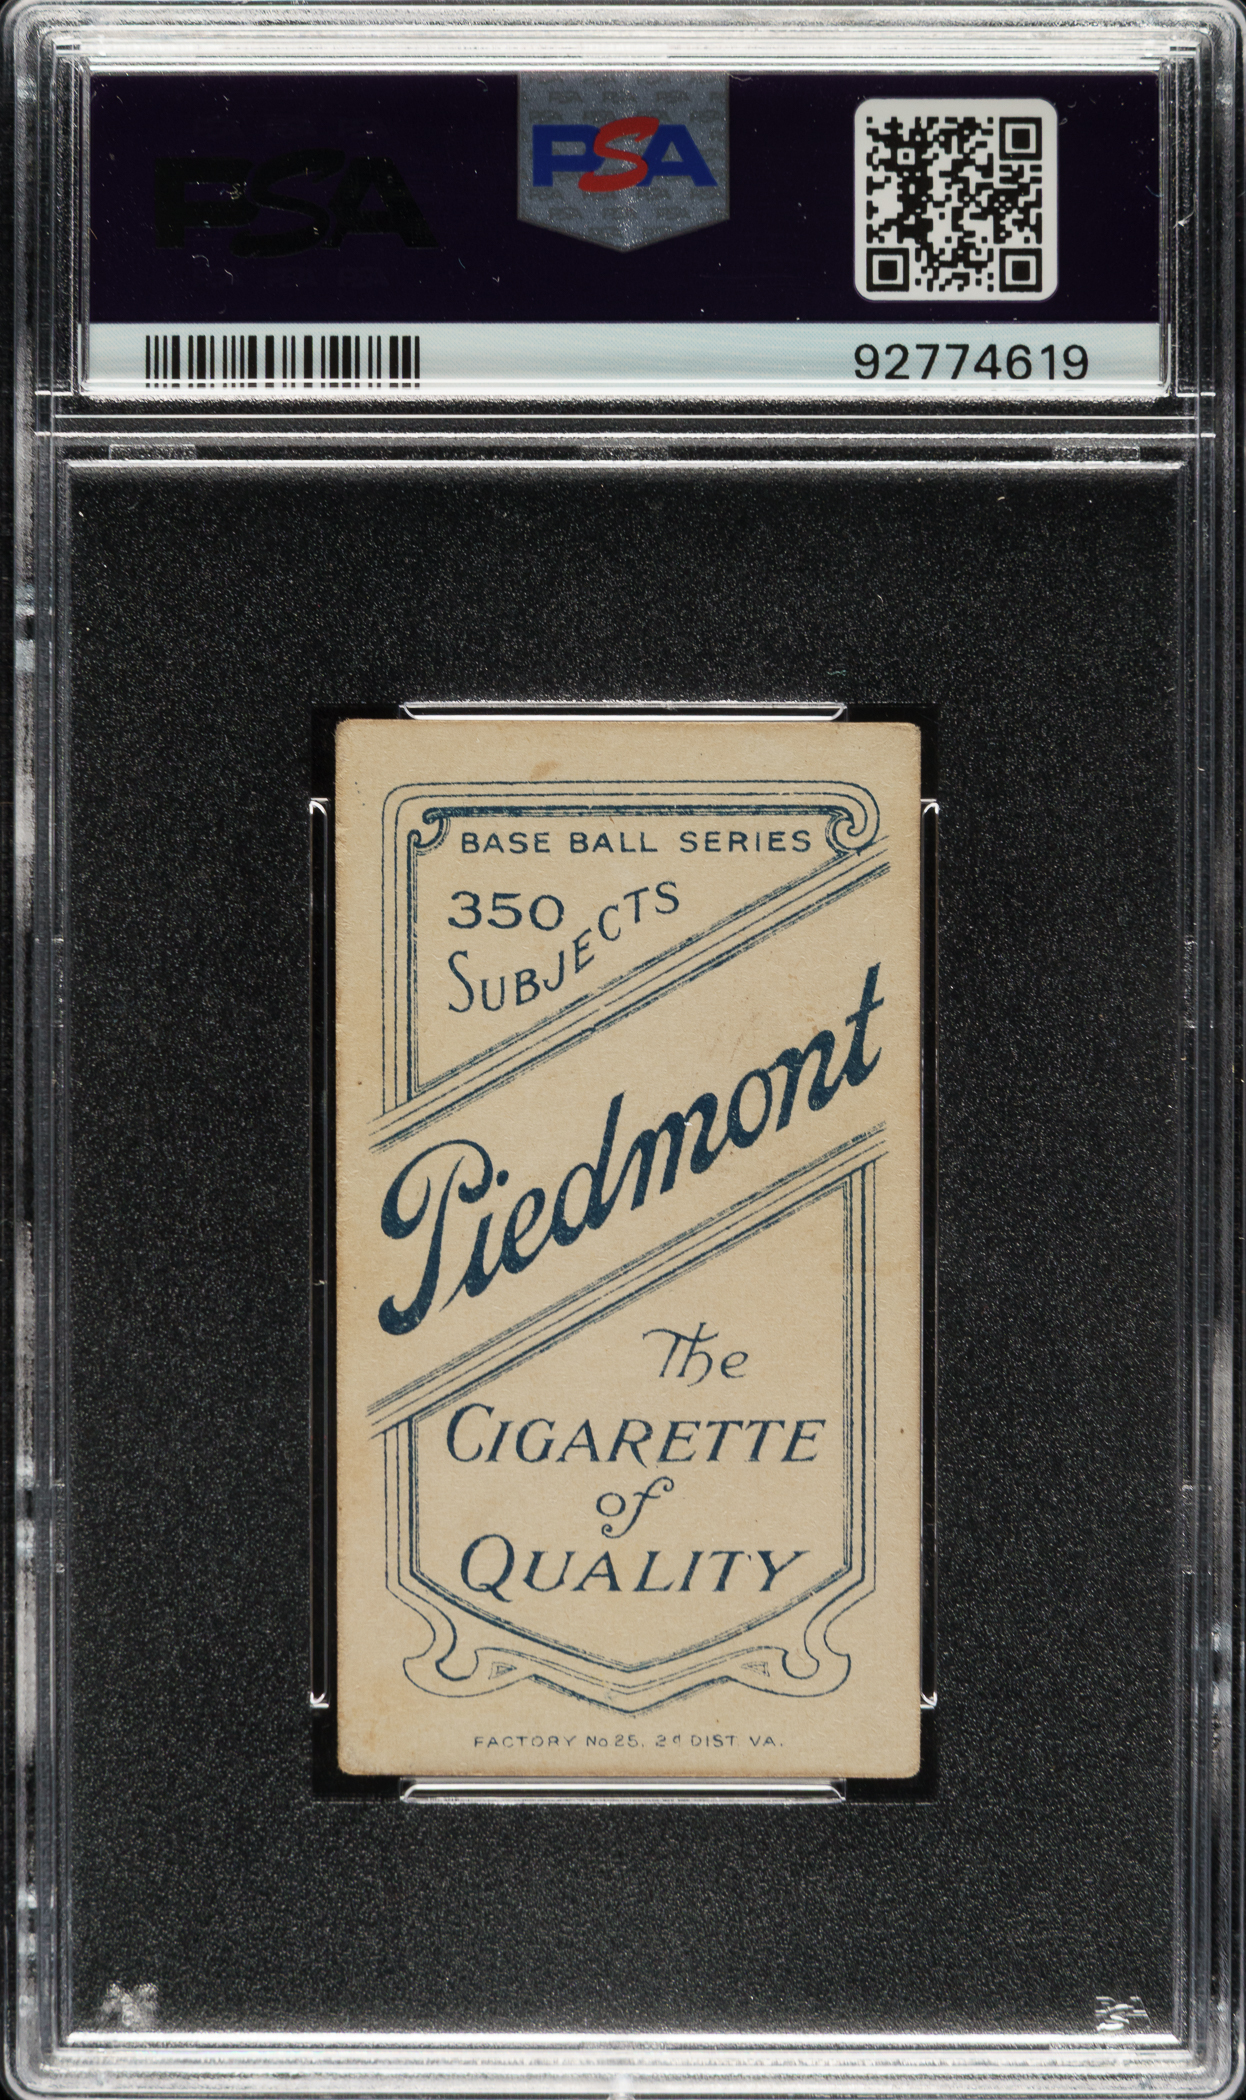 PSA
PSA
92774619
BASE BALL SERIES
350
SUBJECTS
Piedmont
The
CIGARETTE
of
QUALITY
FACTORY No 25. 2d DIST. VA.